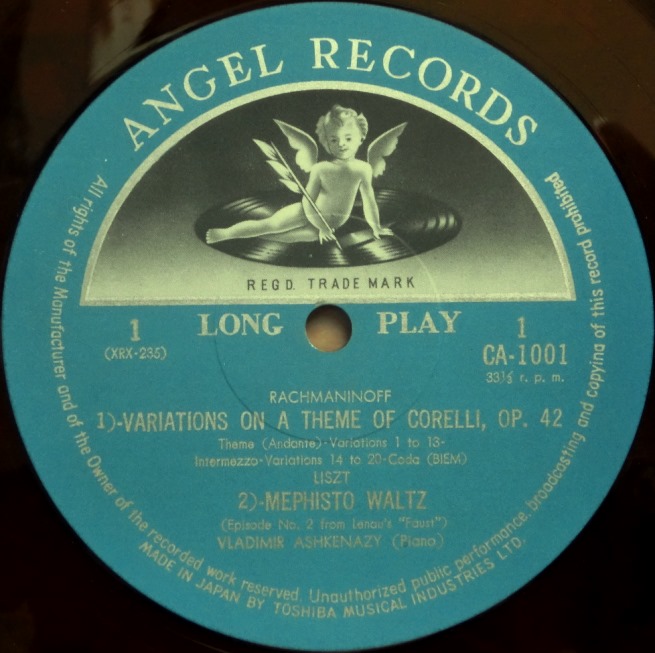 ANGEL RECORDS
REGD. TRADE MARK
1 LONG PLAY 1
(XRX-235) CA-1001
33⅓ r. p. m.
RACHMANINOFF
1)-VARIATIONS ON A THEME OF CORELLI, OP. 42
Theme (Andante)-Variations 1 to 13-
Intermezzo-Variations 14 to 20-Coda (BIEM)
LISZT
2)-MEPHISTO WALTZ
(Episode No. 2 from Lenau's "Faust")
VLADIMIR ASHKENAZY (Piano)
All rights of the Manufacturer and of the Owner of the recorded work reserved. Unauthorized public performance, broadcasting and copying of this record prohibited
MADE IN JAPAN BY TOSHIBA MUSICAL INDUSTRIES LTD.